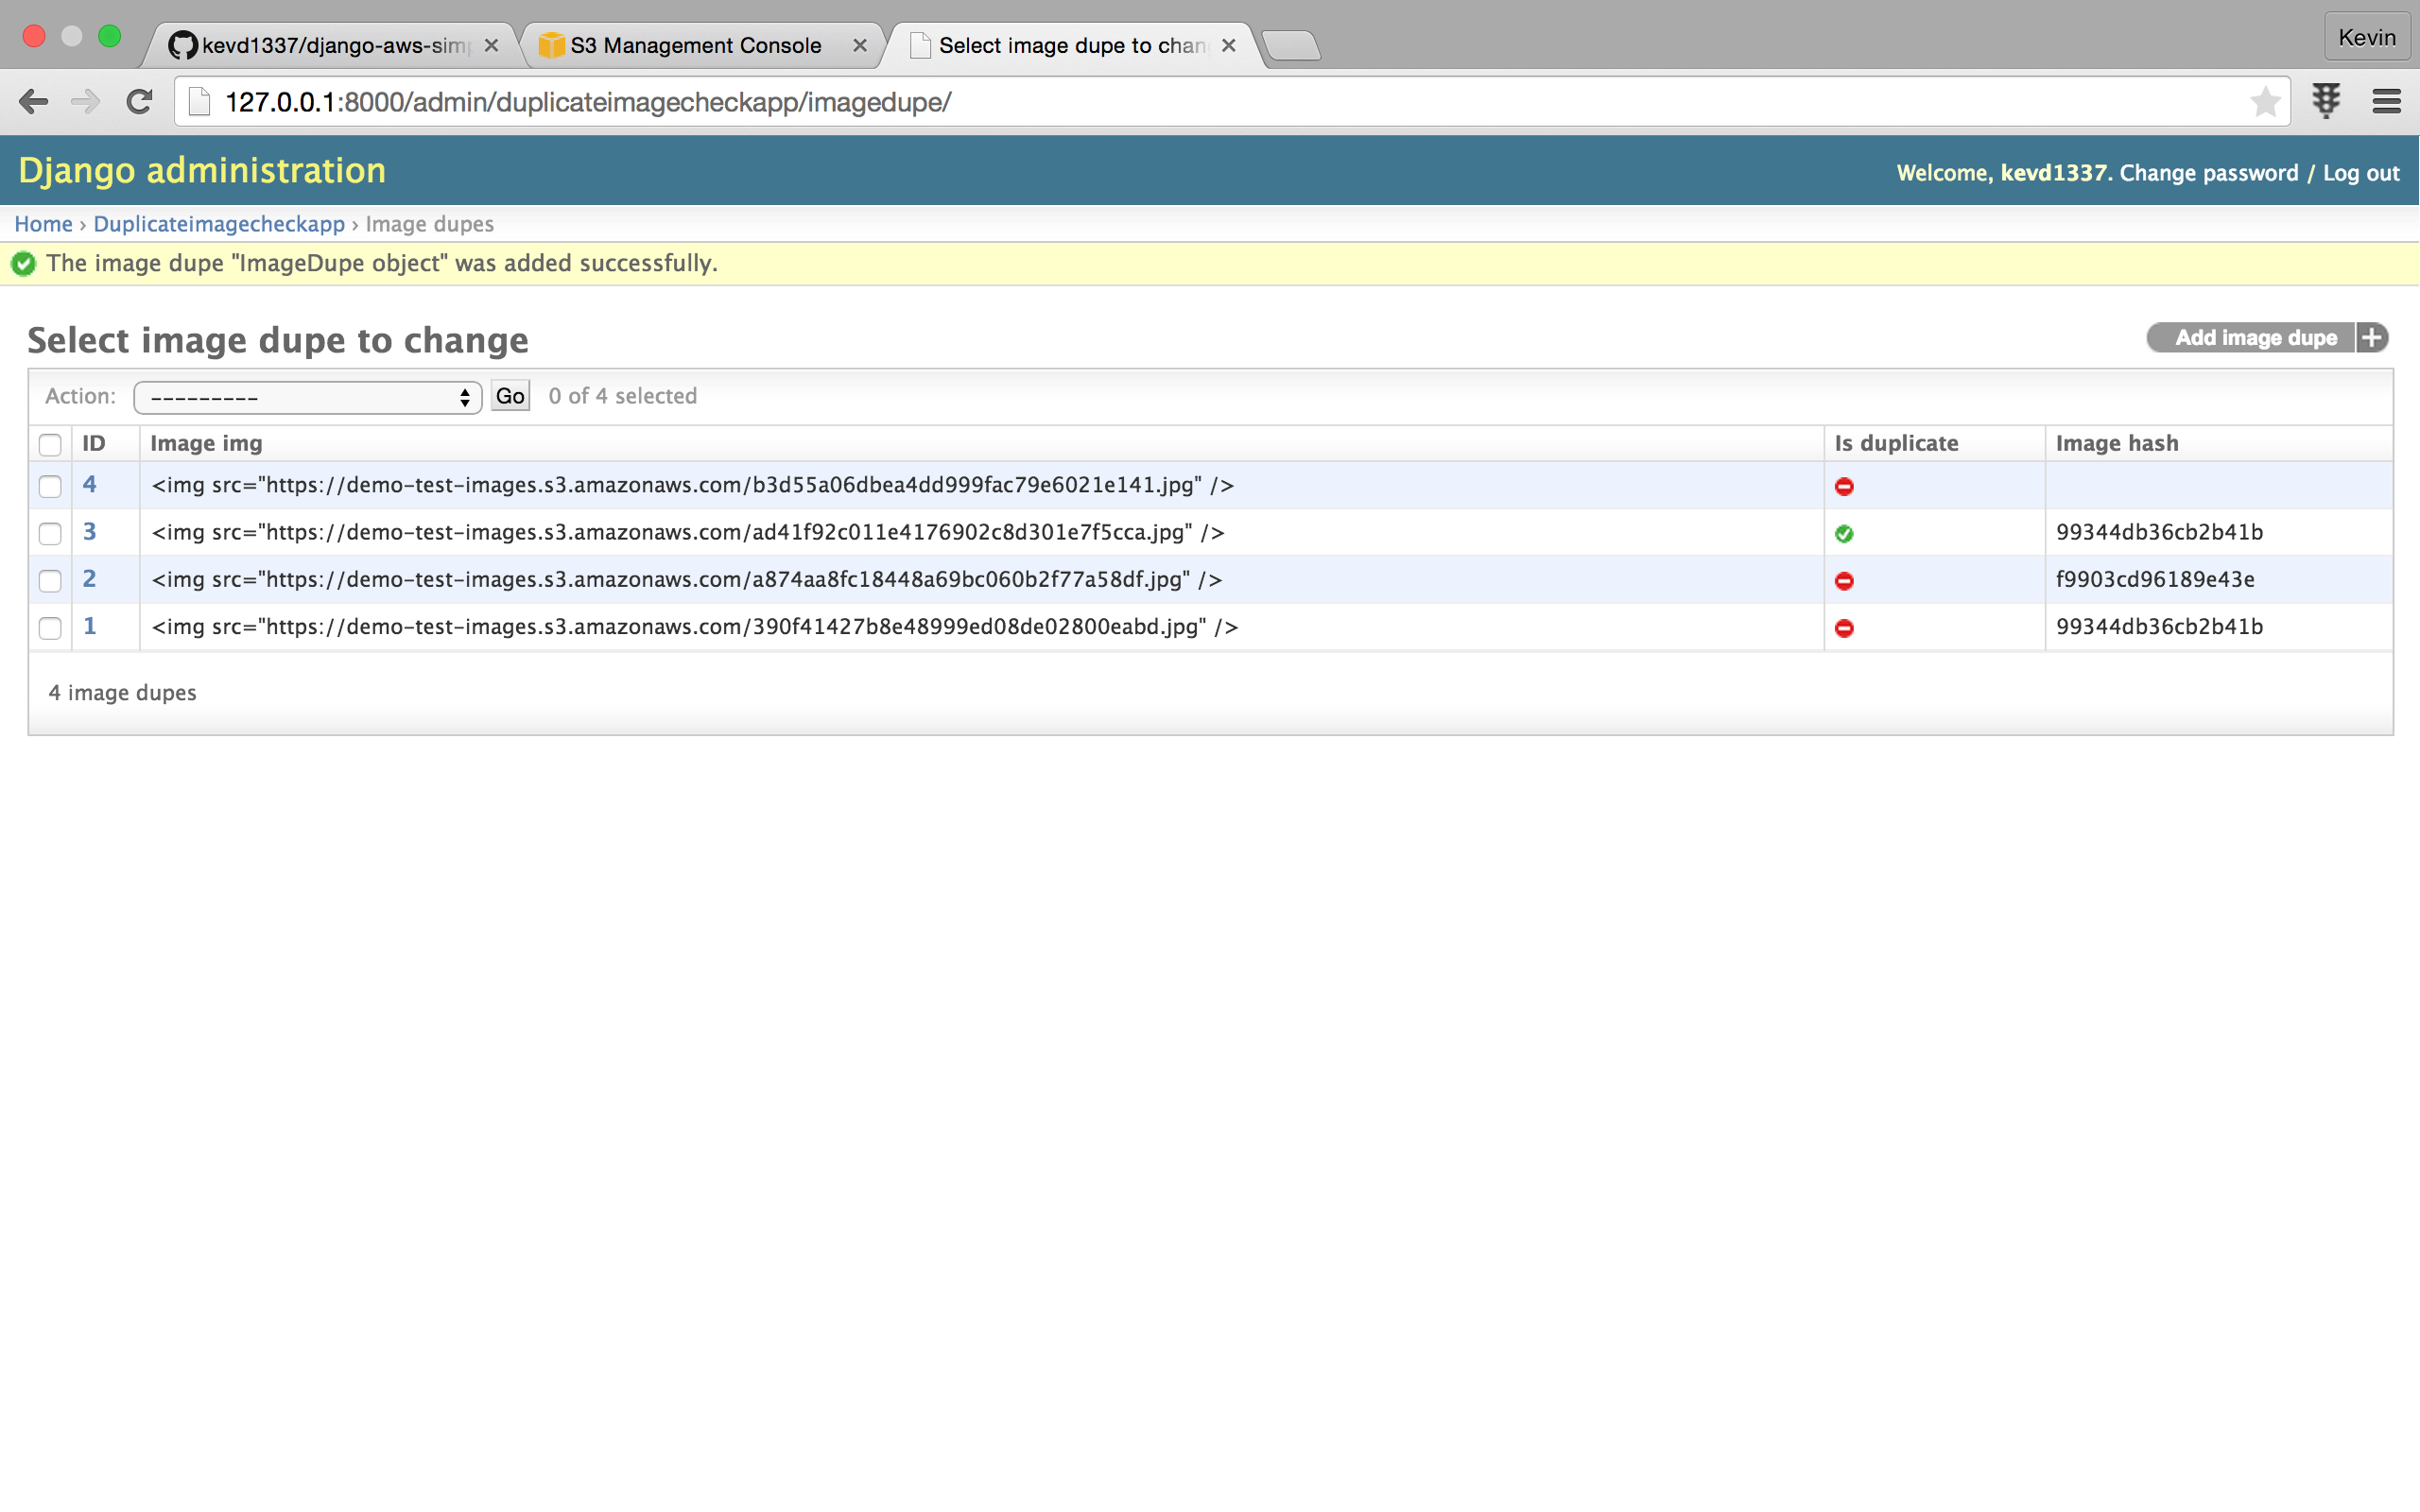 kevd1337/django-aws-simp
S3 Management Console
Select image dupe to chan
Kevin
127.0.0.1:8000/admin/duplicateimagecheckapp/imagedupe/
Django administration
Welcome, kevd1337. Change password / Log out
Home › Duplicateimagecheckapp › Image dupes
The image dupe "ImageDupe object" was added successfully.
Select image dupe to change
Add image dupe +
Action: --------- Go 0 of 4 selected
ID Image img Is duplicate Image hash
4 <img src="https://demo-test-images.s3.amazonaws.com/b3d55a06dbea4dd999fac79e6021e141.jpg" />
3 <img src="https://demo-test-images.s3.amazonaws.com/ad41f92c011e4176902c8d301e7f5cca.jpg" /> 99344db36cb2b41b
2 <img src="https://demo-test-images.s3.amazonaws.com/a874aa8fc18448a69bc060b2f77a58df.jpg" /> f9903cd96189e43e
1 <img src="https://demo-test-images.s3.amazonaws.com/390f41427b8e48999ed08de02800eabd.jpg" /> 99344db36cb2b41b
4 image dupes